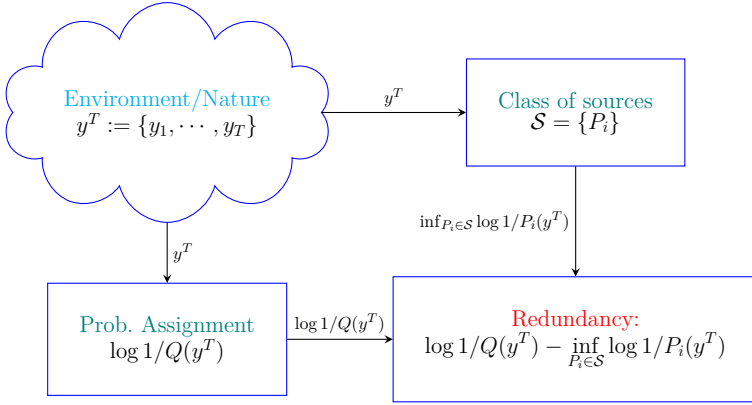 Environment/Nature
y^T := {y_1, ⋯ , y_T}
y^T
Class of sources
𝒮 = {P_i}
inf_{P_i∈𝒮} log 1/P_i(y^T)
y^T
Prob. Assignment
log 1/Q(y^T)
log 1/Q(y^T)
Redundancy:
log 1/Q(y^T) − inf_{P_i∈𝒮} log 1/P_i(y^T)